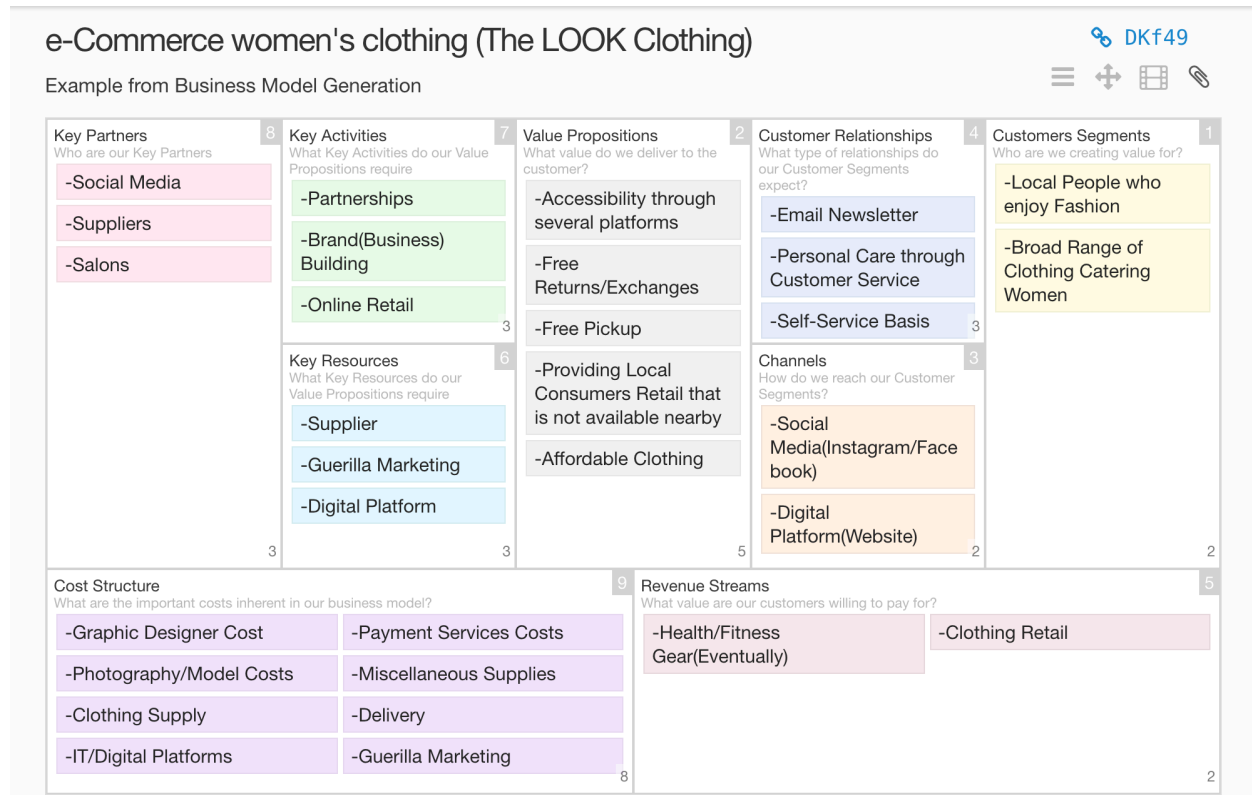 e-Commerce women's clothing (The LOOK Clothing)
DKf49
Example from Business Model Generation
Key Partners
8
Who are our Key Partners
-Social Media
-Suppliers
-Salons
3
Key Activities
7
What Key Activities do our Value
Propositions require
-Partnerships
-Brand(Business)
Building
-Online Retail
3
Key Resources
6
What Key Resources do our
Value Propositions require
-Supplier
-Guerilla Marketing
-Digital Platform
3
Value Propositions
2
What value do we deliver to the
customer?
-Accessibility through
several platforms
-Free
Returns/Exchanges
-Free Pickup
-Providing Local
Consumers Retail that
is not available nearby
-Affordable Clothing
5
Customer Relationships
4
What type of relationships do
our Customer Segments
expect?
-Email Newsletter
-Personal Care through
Customer Service
-Self-Service Basis
3
Channels
3
How do we reach our Customer
Segments?
-Social
Media(Instagram/Face
book)
-Digital
Platform(Website)
2
Customers Segments
1
Who are we creating value for?
-Local People who
enjoy Fashion
-Broad Range of
Clothing Catering
Women
2
Cost Structure
9
What are the important costs inherent in our business model?
-Graphic Designer Cost
-Payment Services Costs
-Photography/Model Costs
-Miscellaneous Supplies
-Clothing Supply
-Delivery
-IT/Digital Platforms
-Guerilla Marketing
8
Revenue Streams
5
What value are our customers willing to pay for?
-Health/Fitness
Gear(Eventually)
-Clothing Retail
2